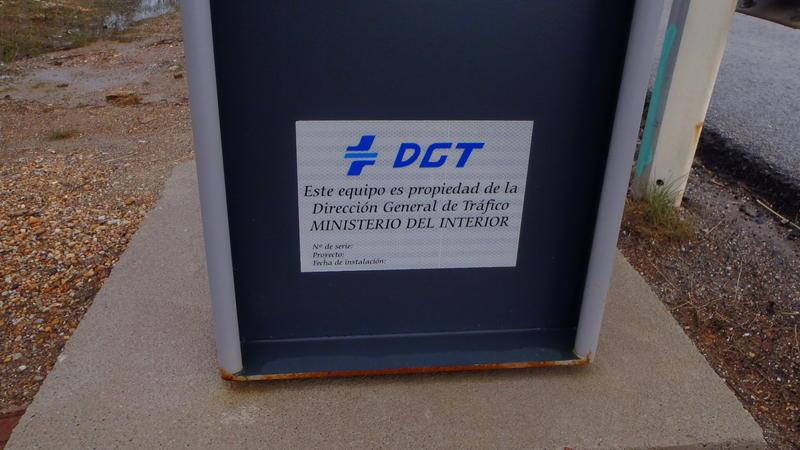 DGT
Este equipo es propiedad de la
Dirección General de Tráfico
MINISTERIO DEL INTERIOR
Nº de serie:
Proyecto:
Fecha de instalación: